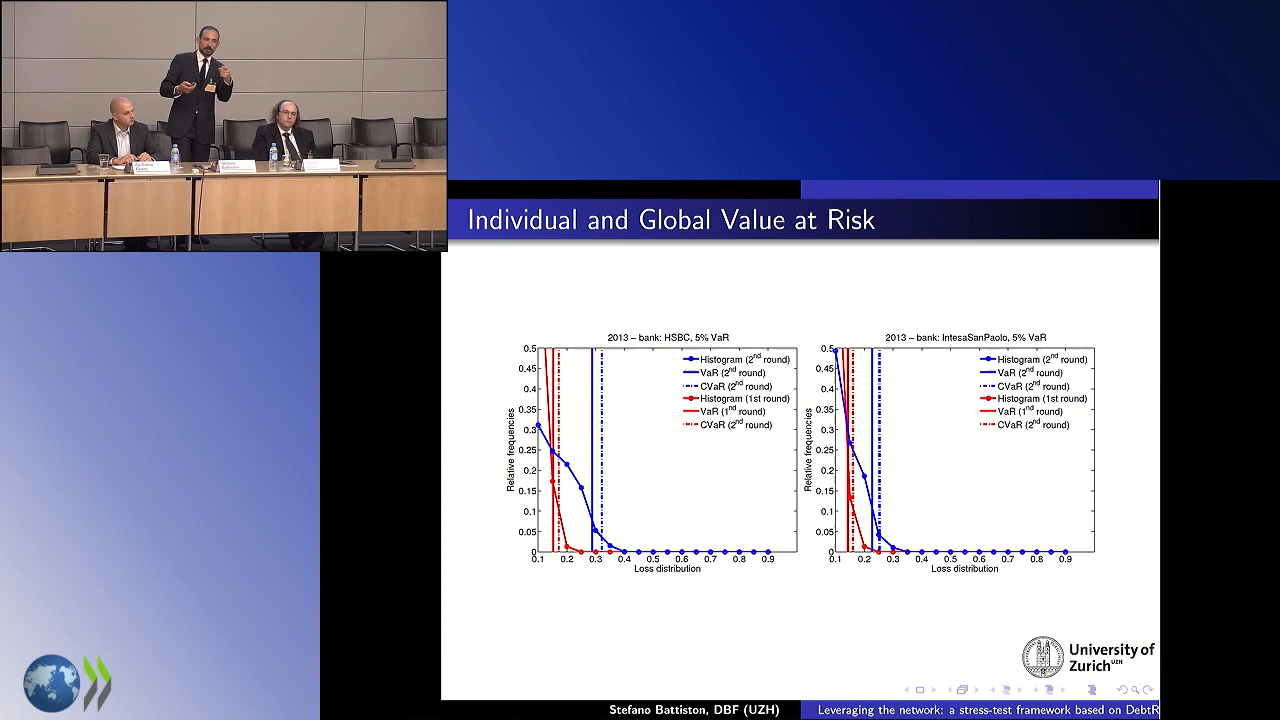 Individual and Global Value at Risk
2013 – bank: HSBC, 5% VaR
Relative frequencies
0.5
0.45
0.4
0.35
0.3
0.25
0.2
0.15
0.1
0.05
0
Histogram (2nd round)
VaR (2nd round)
CVaR (2nd round)
Histogram (1st round)
VaR (1nd round)
CVaR (2nd round)
0.1 0.2 0.3 0.4 0.5 0.6 0.7 0.8 0.9
Loss distribution
2013 – bank: IntesaSanPaolo, 5% VaR
Relative frequencies
0.5
0.45
0.4
0.35
0.3
0.25
0.2
0.15
0.1
0.05
0
Histogram (2nd round)
VaR (2nd round)
CVaR (2nd round)
Histogram (1st round)
VaR (1nd round)
CVaR (2nd round)
0.1 0.2 0.3 0.4 0.5 0.6 0.7 0.8 0.9
Loss distribution
University of
Zurich UZH
Stefano Battiston, DBF (UZH)
Leveraging the network: a stress-test framework based on DebtR